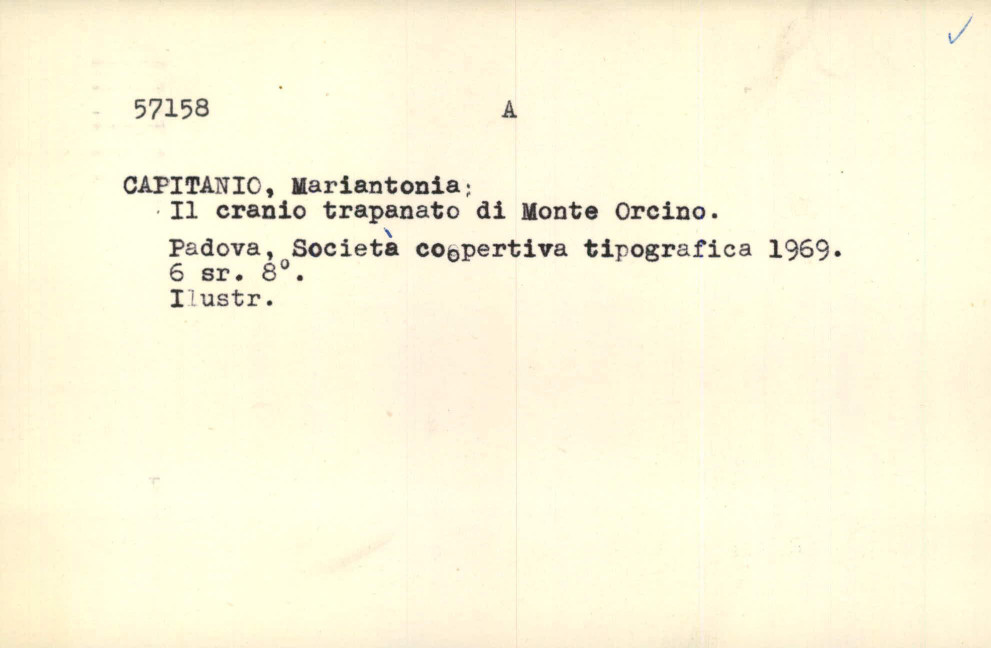 57158 A
CAPITANIO, Mariantonia:
Il cranio trapanato di Monte Orcino.
Padova, Società coopertiva tipografica 1969.
6 sr. 8°.
Ilustr.